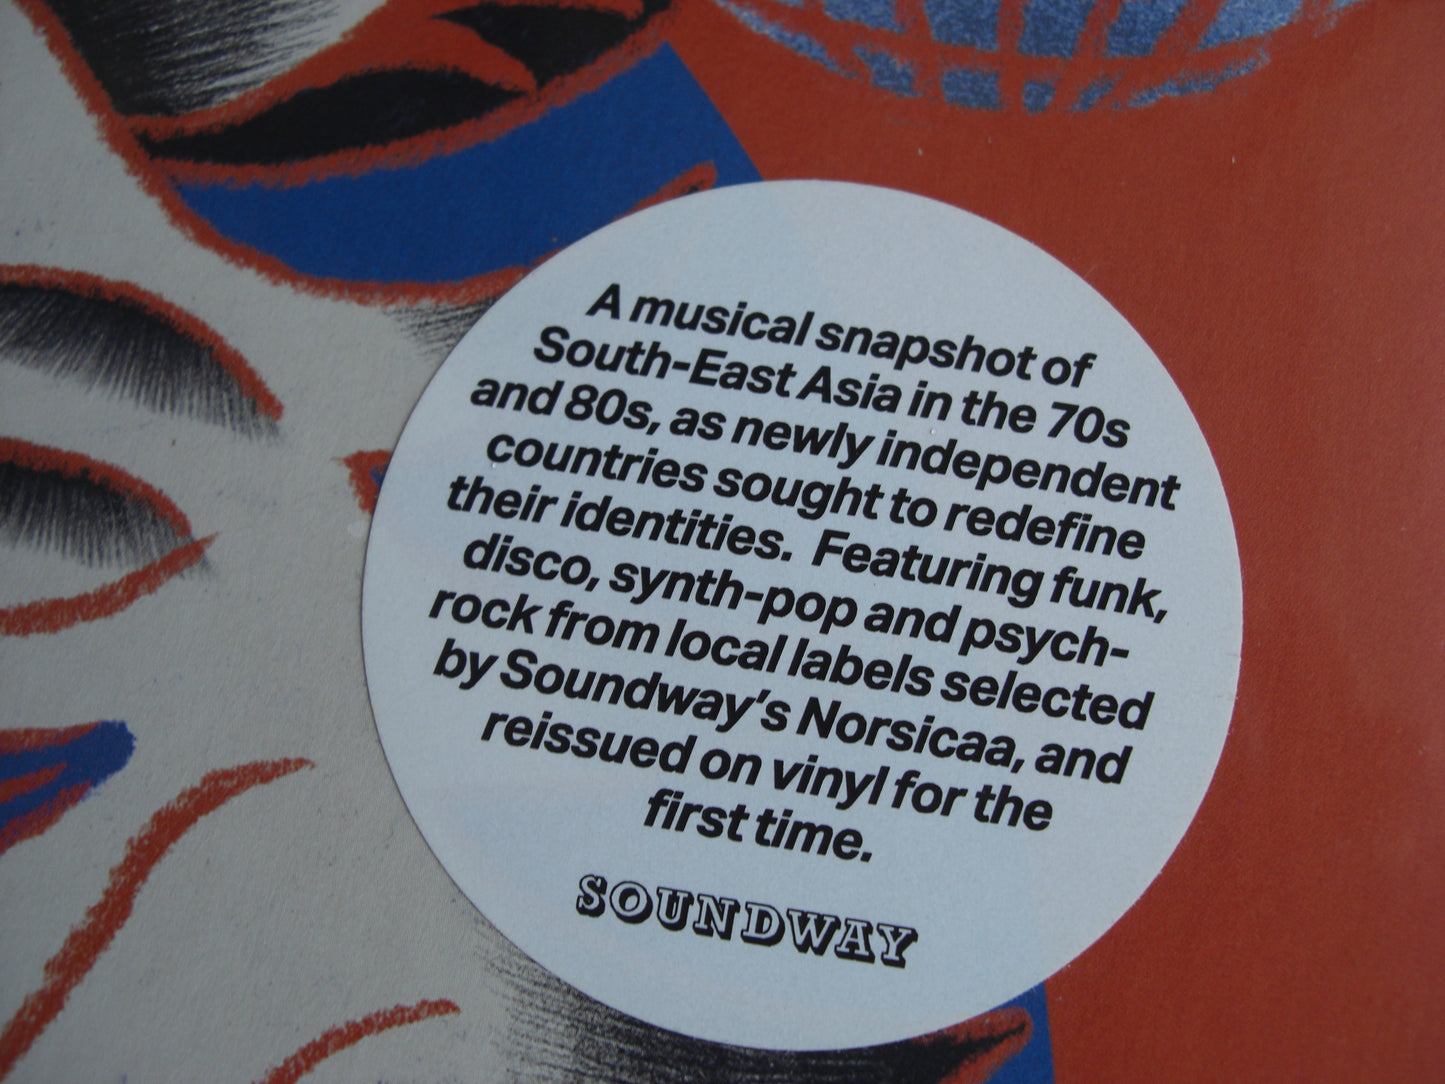 A musical snapshot of
South-East Asia in the 70s
and 80s, as newly independent
countries sought to redefine
their identities. Featuring funk,
disco, synth-pop and psych-
rock from local labels selected
by Soundway's Norsicaa, and
reissued on vinyl for the
first time.
SOUNDWAY